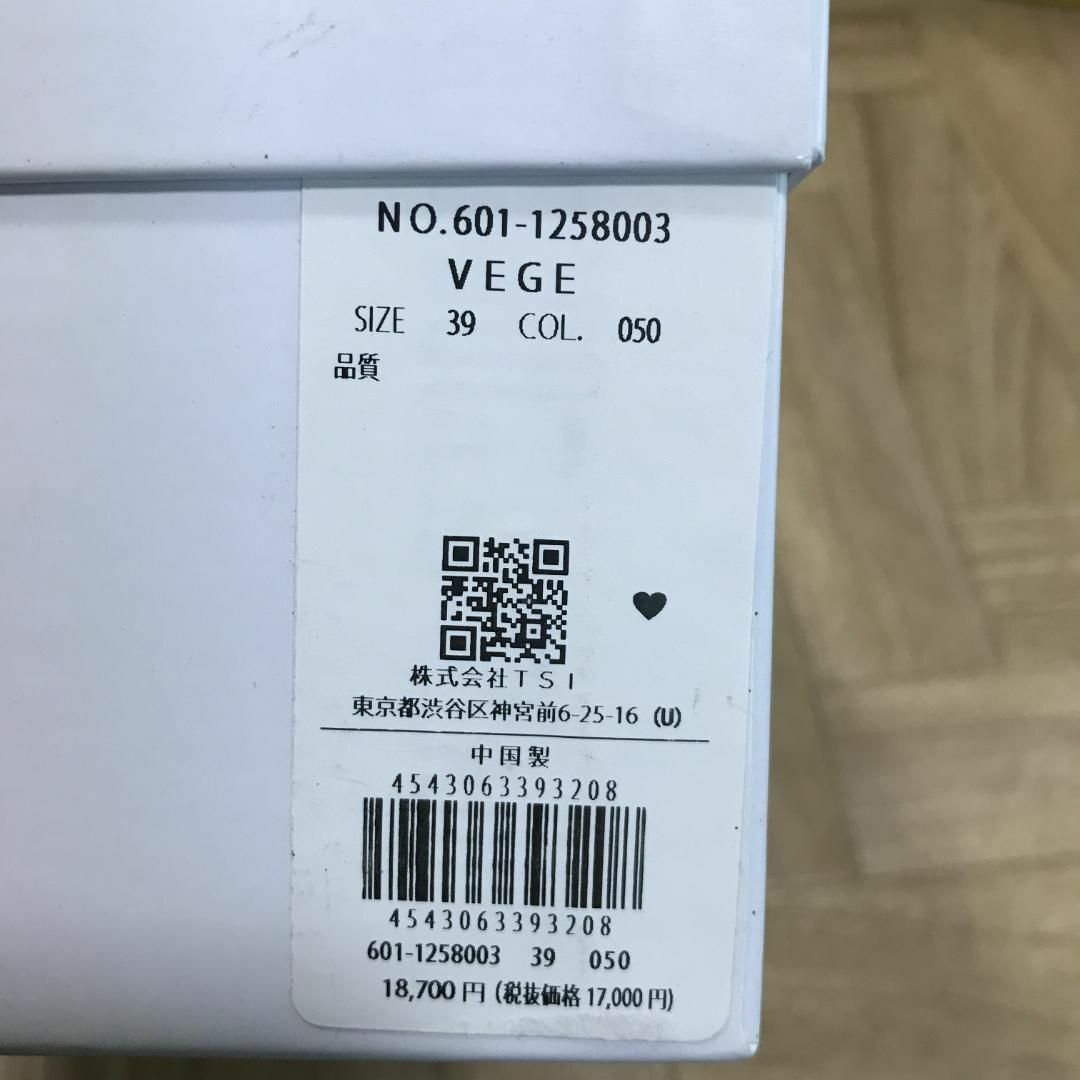 NO.601-1258003
VEGE
SIZE 39 COL. 050
品質
株式会社TSI
東京都渋谷区神宮前6-25-16 (U)
中国製
4543063393208
4543063393208
601-1258003 39 050
18,700円 (税抜価格 17,000円)